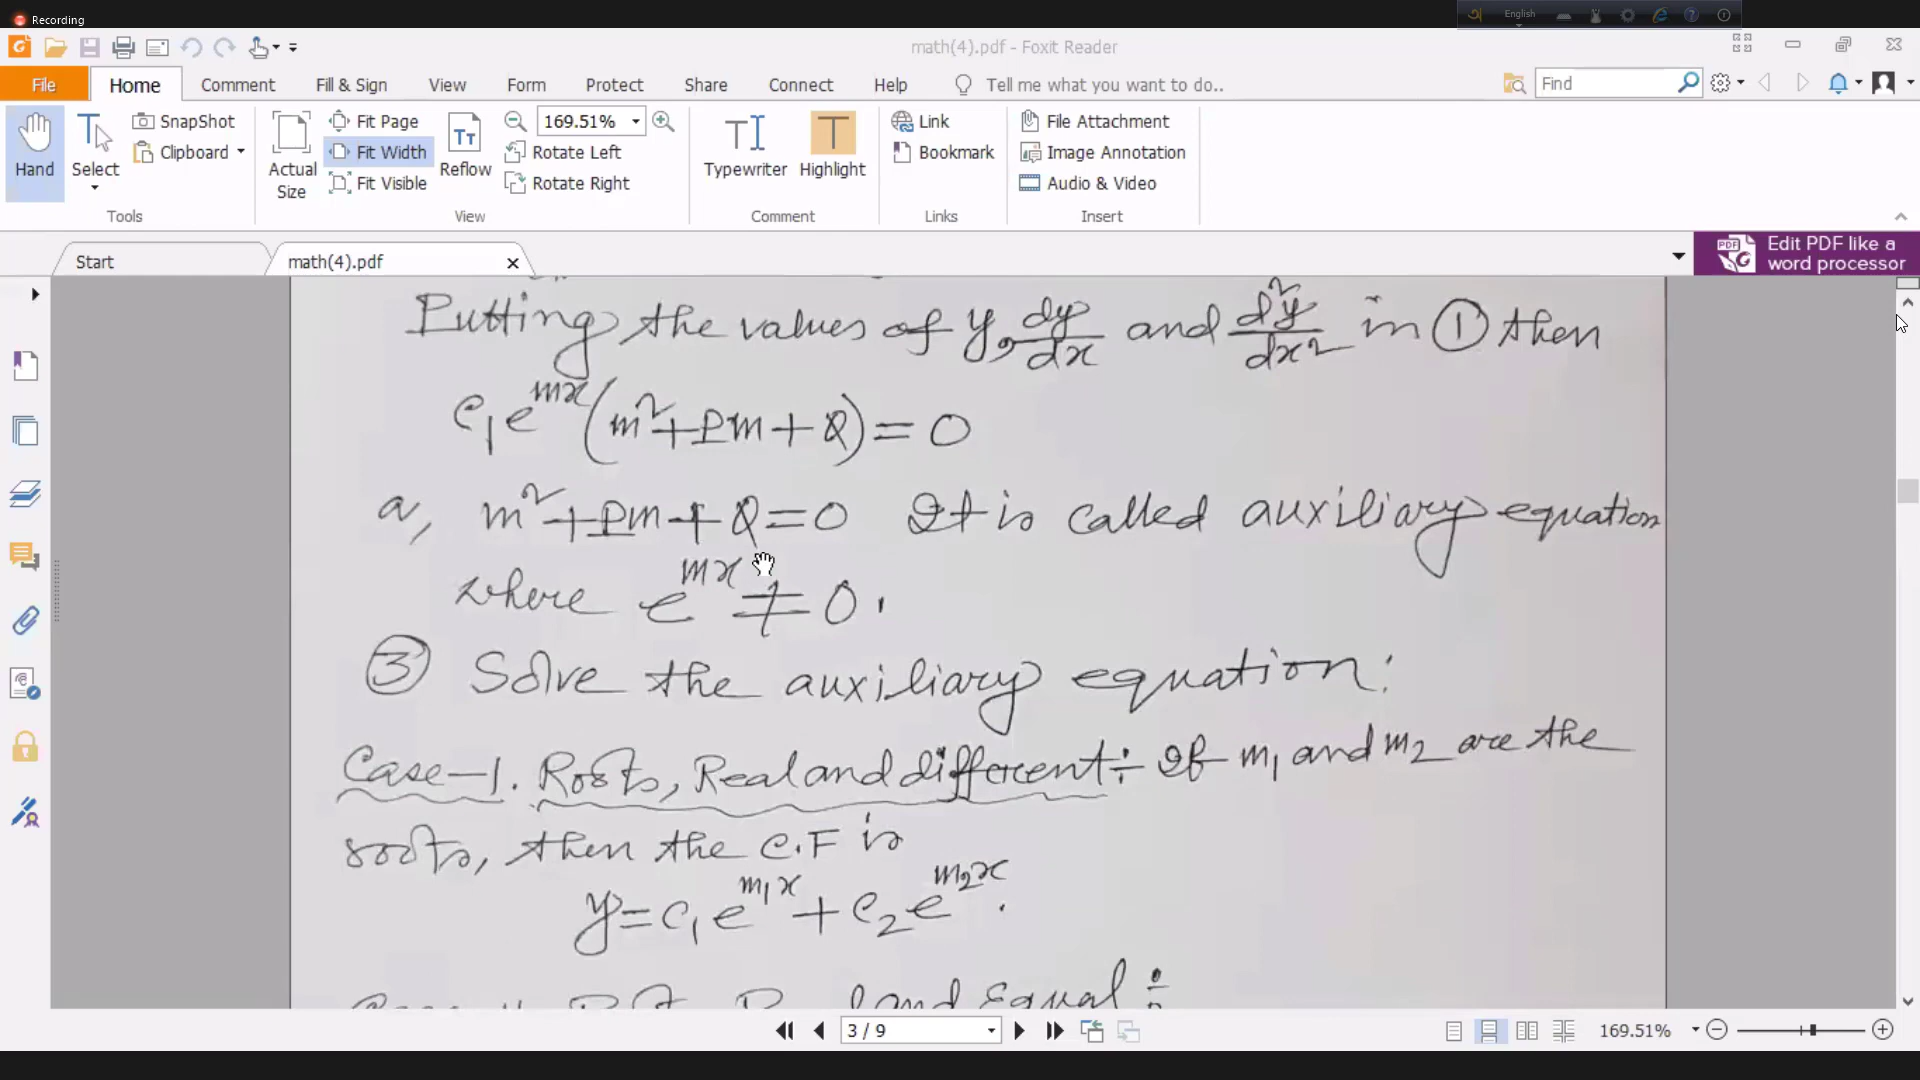 Recording
English
math(4).pdf - Foxit Reader
File Home Comment Fill & Sign View Form Protect Share Connect Help Tell me what you want to do.. Find
Hand
Select
SnapShot
Clipboard
Tools
Actual Size
Fit Page
Fit Width
Fit Visible
Reflow
169.51%
Rotate Left
Rotate Right
View
Typewriter
Highlight
Comment
Link
Bookmark
Links
File Attachment
Image Annotation
Audio & Video
Insert
Start
math(4).pdf
Edit PDF like a
word processor
Putting the values of y, dy/dx and d²y/dx² in ① then
c₁e^mx (m²+Pm+Q)=0
or, m²+Pm+Q=0 It is called auxiliary equation
where e^mx ≠ 0.
③ Solve the auxiliary equation:
Case-1. Roots, Real and different: If m₁ and m₂ are the
roots, then the C.F is
y=c₁e^m₁x + c₂e^m₂x.
3 / 9
169.51%